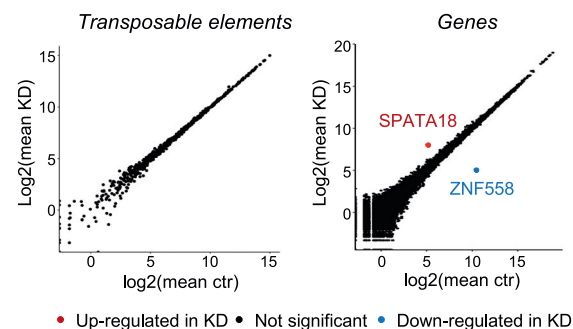 Transposable elements
Log2(mean KD)
15
10
5
0
0
5
10
15
log2(mean ctr)
Genes
Log2(mean KD)
20
15
10
5
0
SPATA18
ZNF558
0
5
10
15
20
log2(mean ctr)
Up-regulated in KD
Not significant
Down-regulated in KD